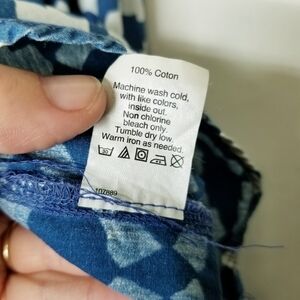 100% Coton
Machine wash cold,
with like colors,
inside out.
Non chlorine
bleach only.
Tumble dry low.
Warm iron as needed.
107889